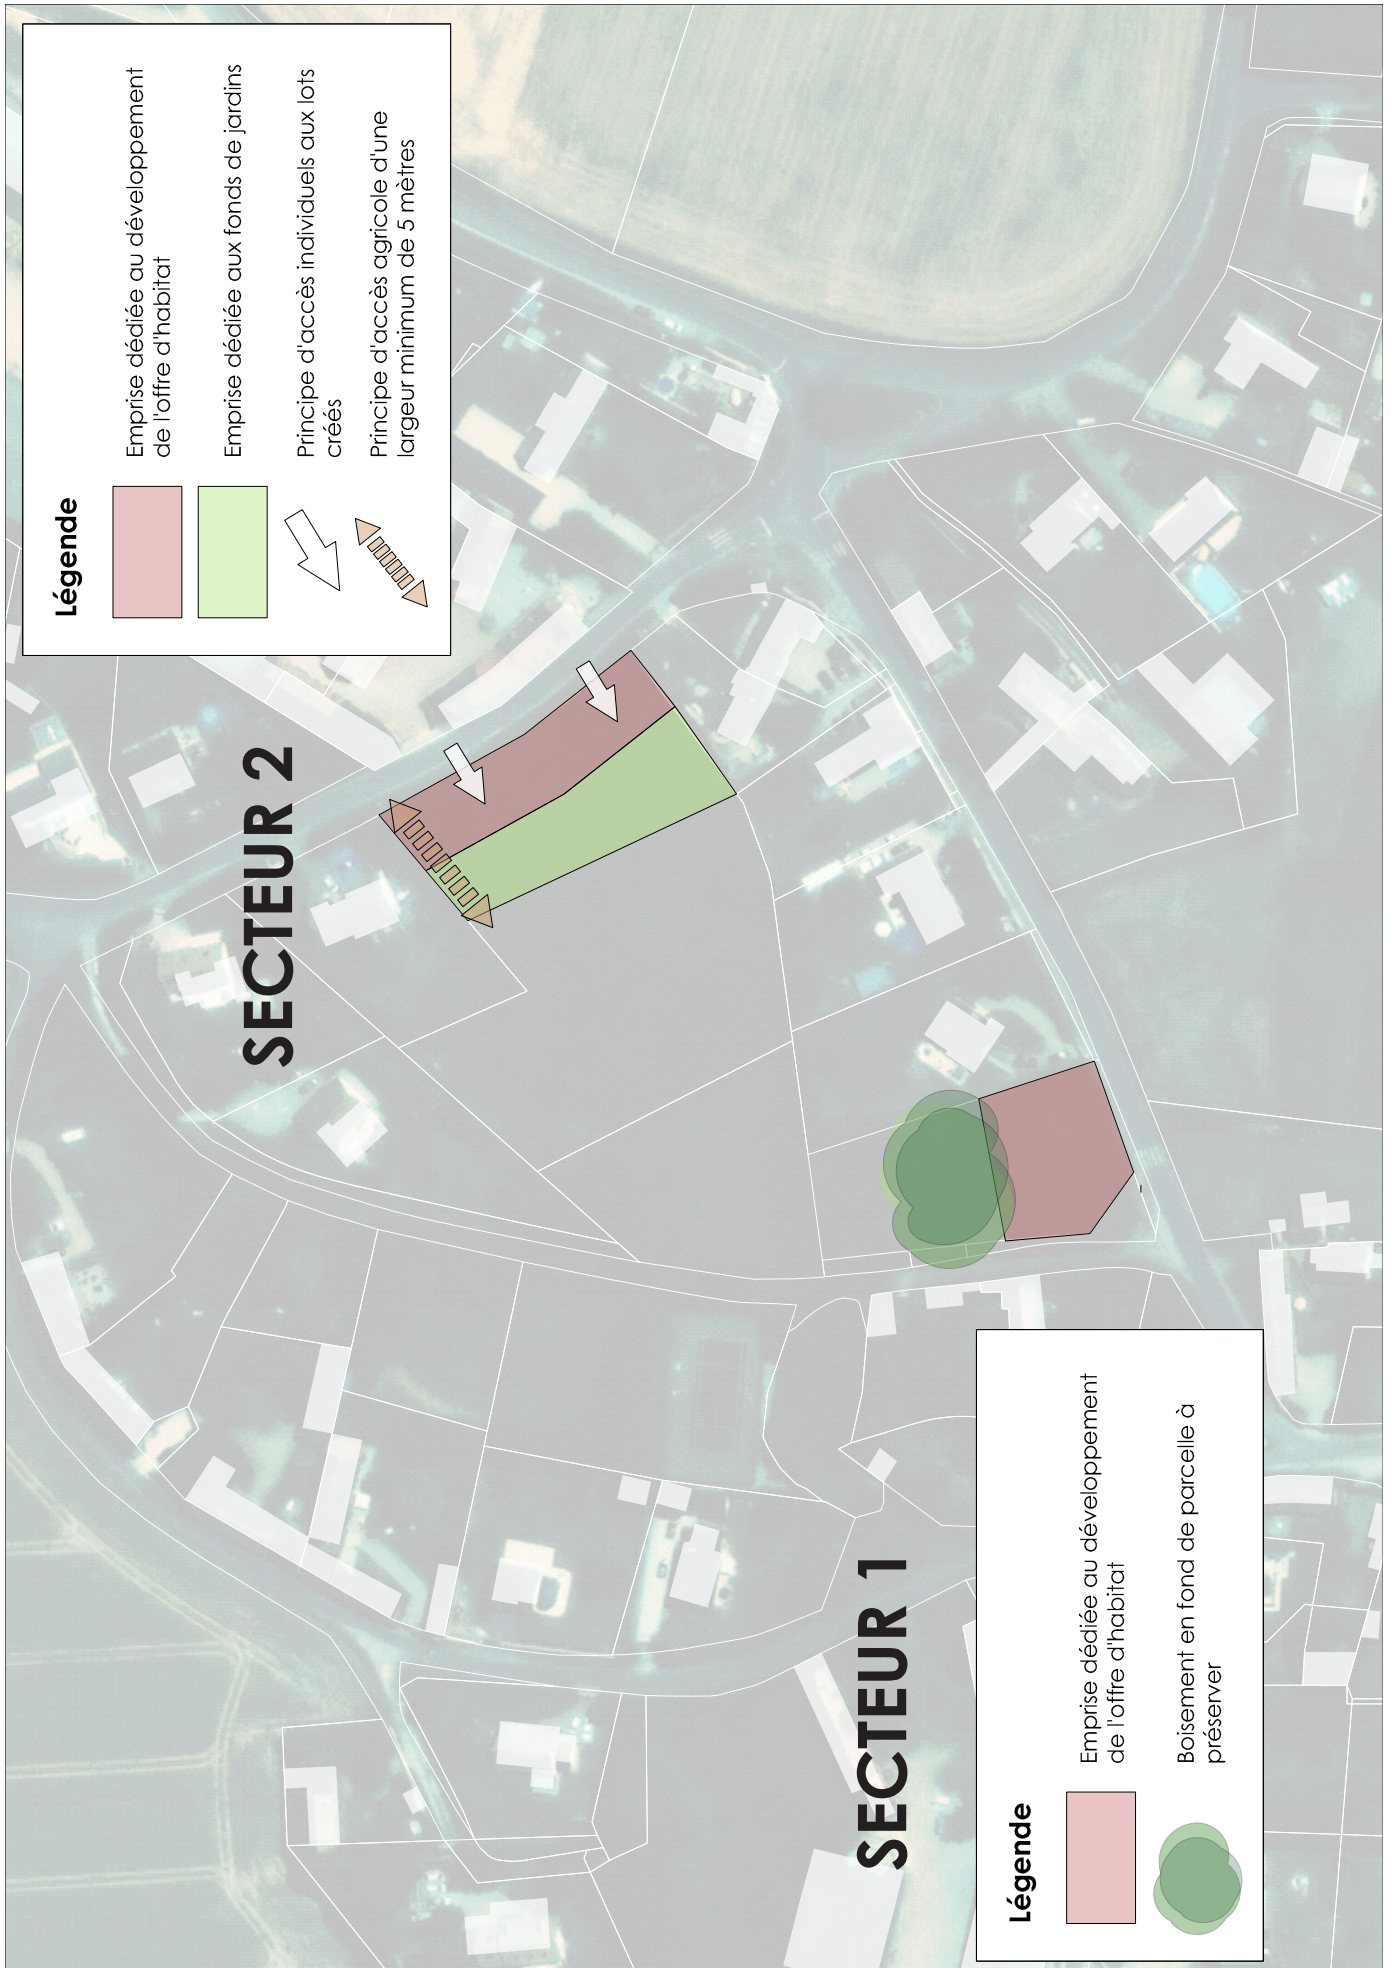 SECTEUR 2
Légende
Emprise dédiée au développement
de l'offre d'habitat
Emprise dédiée aux fonds de jardins
Principe d'accès individuels aux lots
créés
Principe d'accès agricole d'une
largeur minimum de 5 mètres
SECTEUR 1
Légende
Emprise dédiée au développement
de l'offre d'habitat
Boisement en fond de parcelle à
préserver